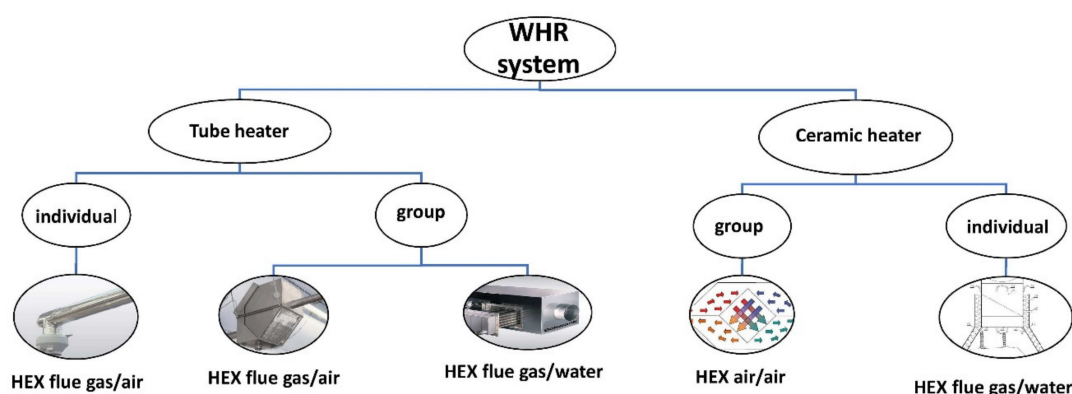 WHR
system
Tube heater
Ceramic heater
individual
group
group
individual
HEX flue gas/air
HEX flue gas/air
HEX flue gas/water
HEX air/air
HEX flue gas/water